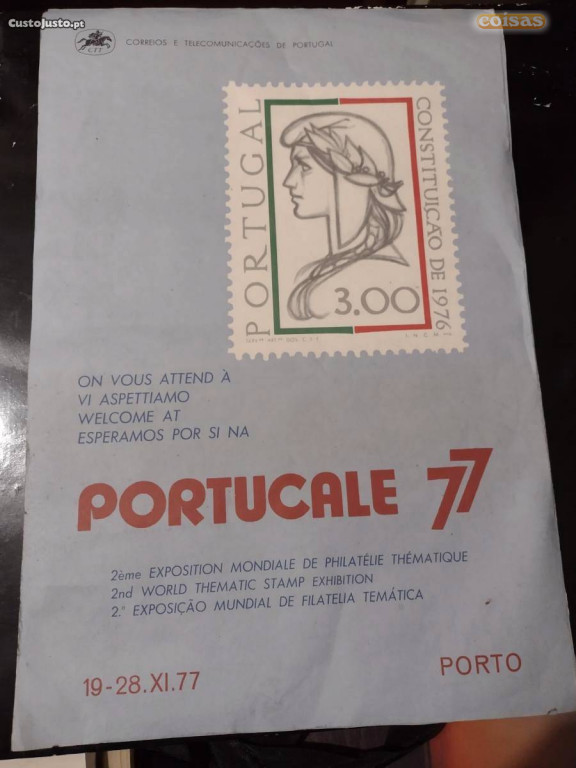 CustoJusto.pt
coisas
CTT
CORREIOS E TELECOMUNICAÇÕES DE PORTUGAL
PORTUGAL
CONSTITUIÇÃO DE 1976
3.00
ON VOUS ATTEND À
VI ASPETTIAMO
WELCOME AT
ESPERAMOS POR SI NA
PORTUCALE 77
2ème EXPOSITION MONDIALE DE PHILATÉLIE THÉMATIQUE
2nd WORLD THEMATIC STAMP EXHIBITION
2.° EXPOSIÇÃO MUNDIAL DE FILATELIA TEMÁTICA
19-28.XI.77
PORTO